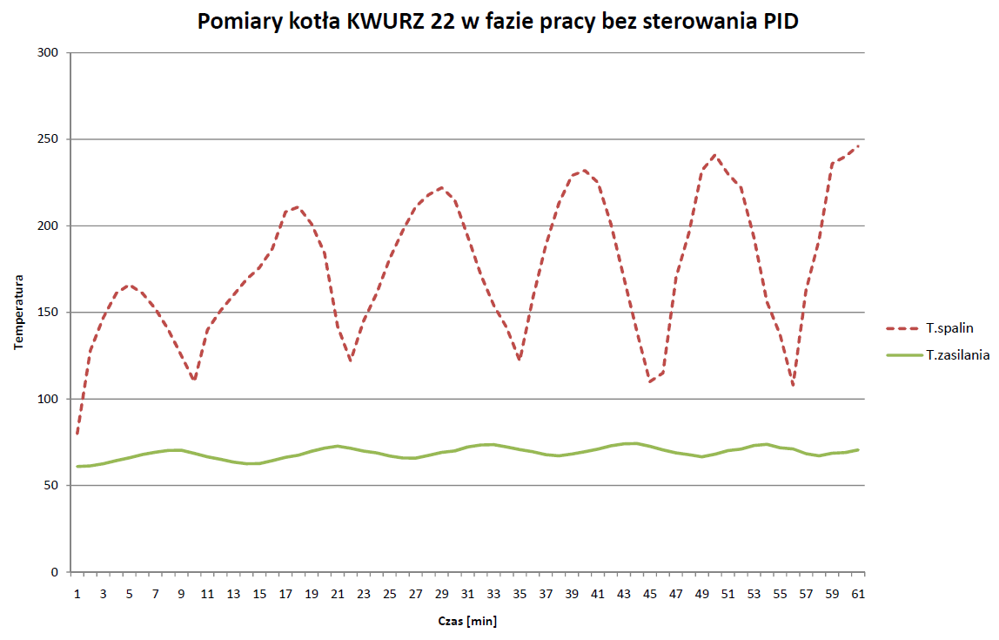 Pomiary kotła KWURZ 22 w fazie pracy bez sterowania PID
300
250
200
150
100
50
0
Temperatura
1 3 5 7 9 11 13 15 17 19 21 23 25 27 29 31 33 35 37 39 41 43 45 47 49 51 53 55 57 59 61
Czas [min]
T.spalin
T.zasilania